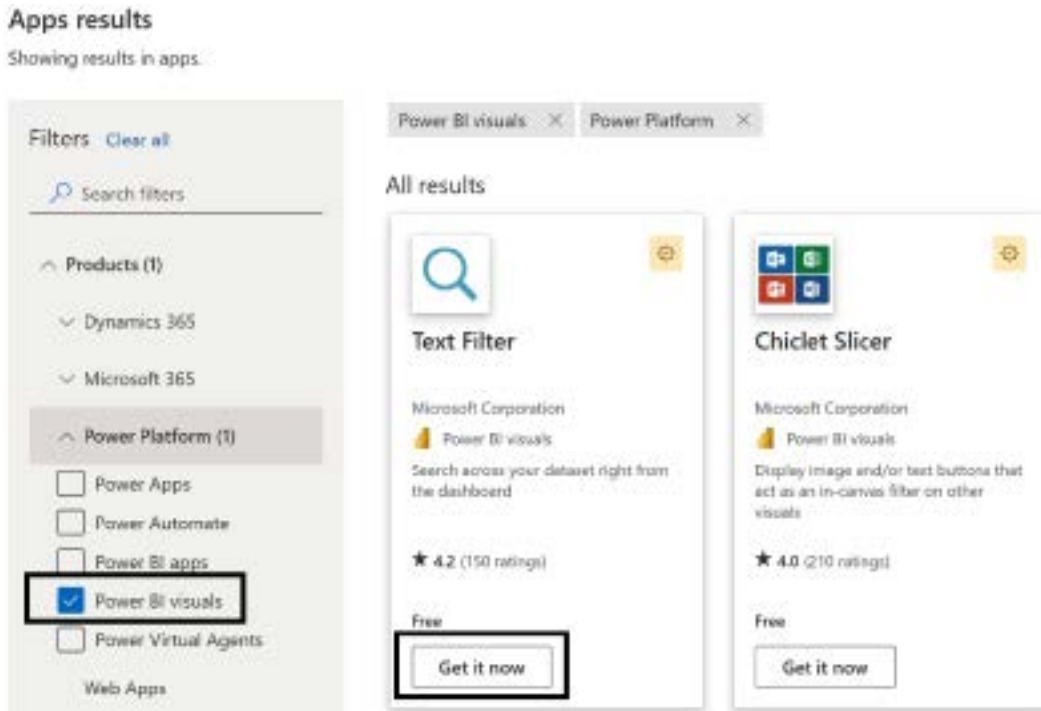 Apps results
Showing results in apps.
Filters Clear all
Search filters
Products (1)
Dynamics 365
Microsoft 365
Power Platform (1)
Power Apps
Power Automate
Power BI apps
Power BI visuals
Power Virtual Agents
Web Apps
Power BI visuals
Power Platform
All results
Text Filter
Microsoft Corporation
Power BI visuals
Search across your dataset right from
the dashboard
4.2 (150 ratings)
Free
Get it now
Chiclet Slicer
Microsoft Corporation
Power BI visuals
Display image and/or text buttons that
act as an in-canvas filter on other
visuals
4.0 (210 ratings)
Free
Get it now